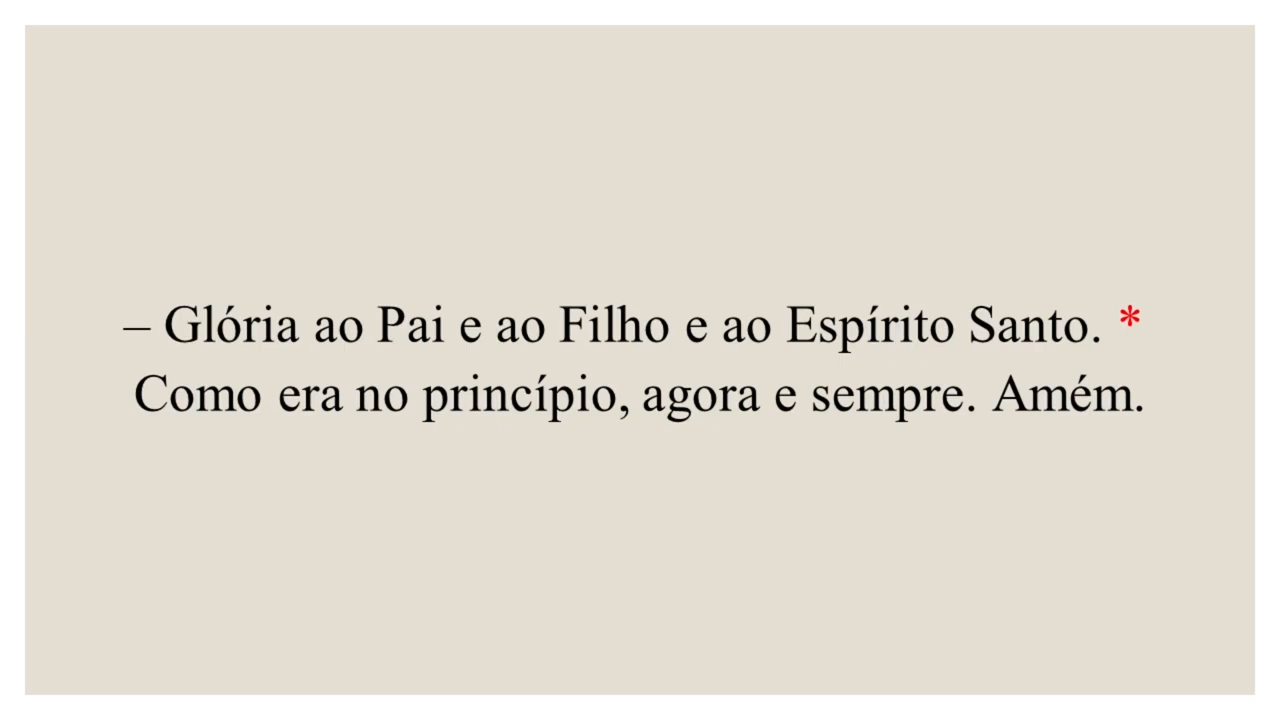 – Glória ao Pai e ao Filho e ao Espírito Santo. *
Como era no princípio, agora e sempre. Amém.